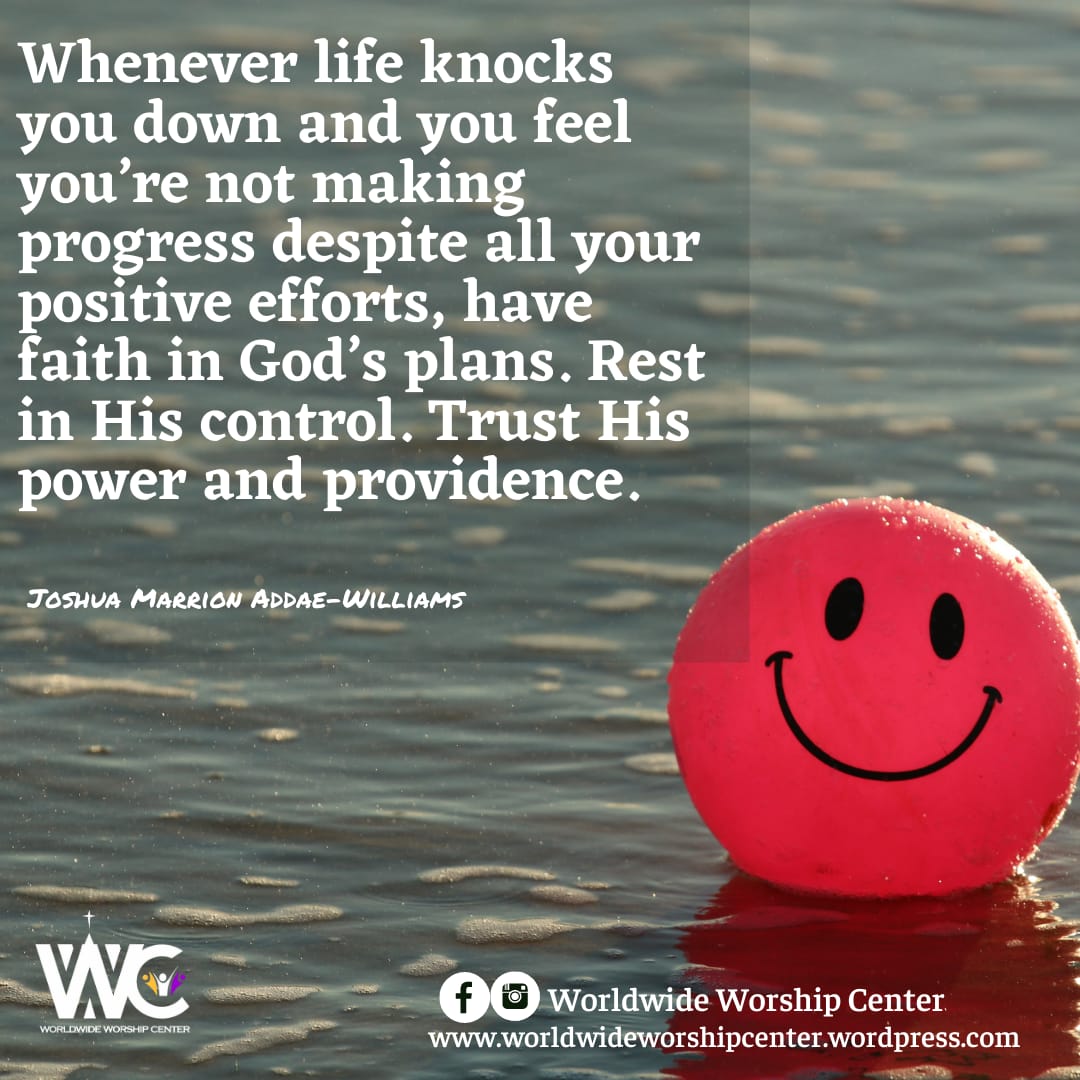 Whenever life knocks
you down and you feel
you’re not making
progress despite all your
positive efforts, have
faith in God’s plans. Rest
in His control. Trust His
power and providence.
Joshua Marrion Addae-Williams
WWC
WORLDWIDE WORSHIP CENTER
Worldwide Worship Center
www.worldwideworshipcenter.wordpress.com